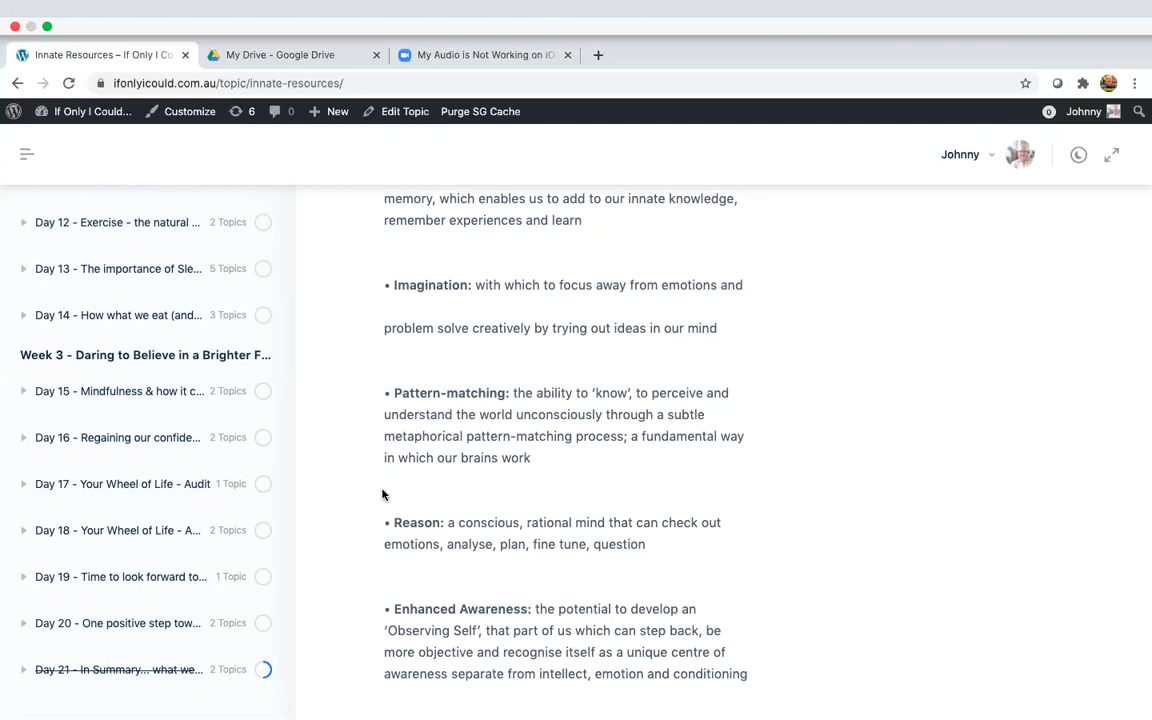 Innate Resources – If Only I Co
My Drive - Google Drive
My Audio is Not Working on iO
ifonlyicould.com.au/topic/innate-resources/
If Only I Could...
Customize
6
0
New
Edit Topic
Purge SG Cache
0
Johnny
Johnny
memory, which enables us to add to our innate knowledge,
remember experiences and learn
Day 12 - Exercise - the natural ... 2 Topics
Day 13 - The importance of Sle... 5 Topics
• Imagination: with which to focus away from emotions and
Day 14 - How what we eat (and... 3 Topics
problem solve creatively by trying out ideas in our mind
Week 3 - Daring to Believe in a Brighter F...
Day 15 - Mindfulness & how it c... 2 Topics
• Pattern-matching: the ability to ‘know’, to perceive and
understand the world unconsciously through a subtle
Day 16 - Regaining our confide... 2 Topics
metaphorical pattern-matching process; a fundamental way
in which our brains work
Day 17 - Your Wheel of Life - Audit 1 Topic
• Reason: a conscious, rational mind that can check out
Day 18 - Your Wheel of Life - A... 2 Topics
emotions, analyse, plan, fine tune, question
Day 19 - Time to look forward to... 1 Topic
• Enhanced Awareness: the potential to develop an
Day 20 - One positive step tow... 2 Topics
‘Observing Self’, that part of us which can step back, be
more objective and recognise itself as a unique centre of
Day 21 - In Summary... what we... 2 Topics
awareness separate from intellect, emotion and conditioning